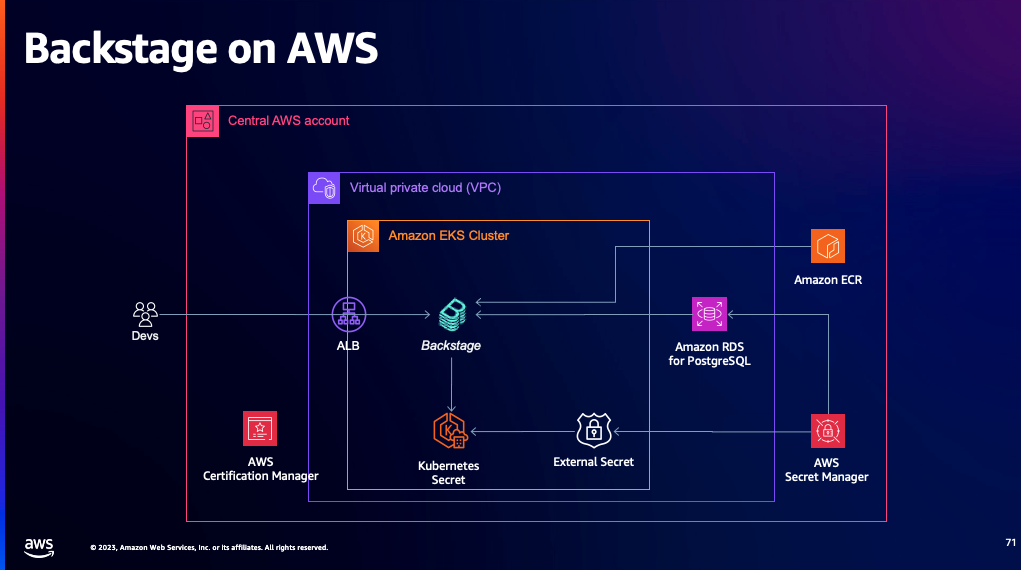 Backstage on AWS
Central AWS account
Virtual private cloud (VPC)
Amazon EKS Cluster
Amazon ECR
Devs
ALB
Backstage
Amazon RDS
for PostgreSQL
AWS
Certification Manager
Kubernetes
Secret
External Secret
AWS
Secret Manager
aws
© 2023, Amazon Web Services, Inc. or its affiliates. All rights reserved.
71